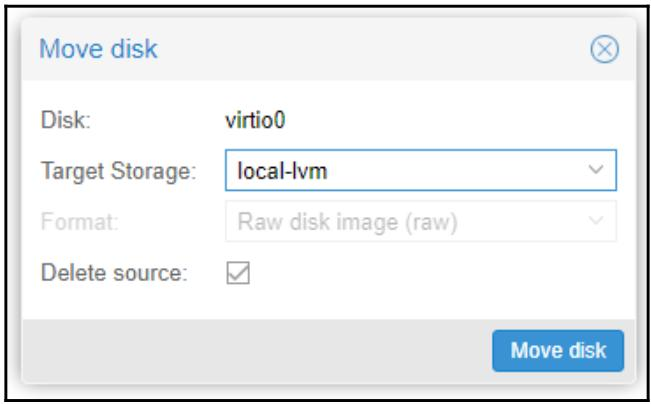 Move disk
Disk: virtio0
Target Storage: local-lvm
Format: Raw disk image (raw)
Delete source:
Move disk